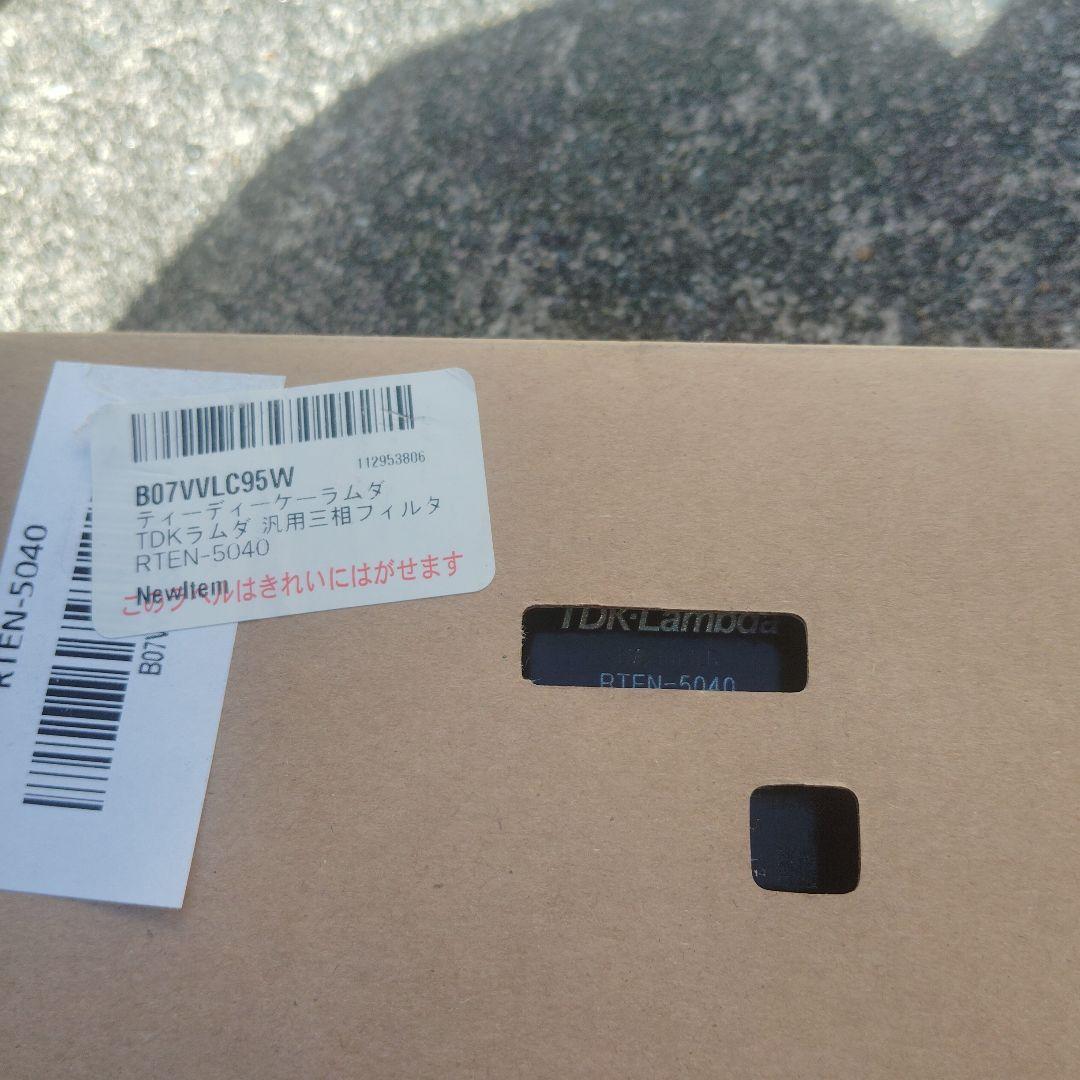 112953806
B07VVLC95W
ティーディーケーラムダ
TDKラムダ 汎用三相フィルタ
RTEN-5040
NewItem
このラベルはきれいにはがせます
RTEN-5040
B07V
TDK-Lambda
RTEN-5040